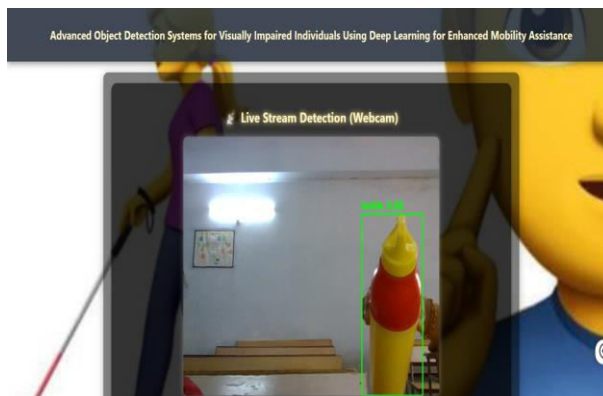 Advanced Object Detection Systems for Visually Impaired Individuals Using Deep Learning for Enhanced Mobility Assistance
Live Stream Detection (Webcam)